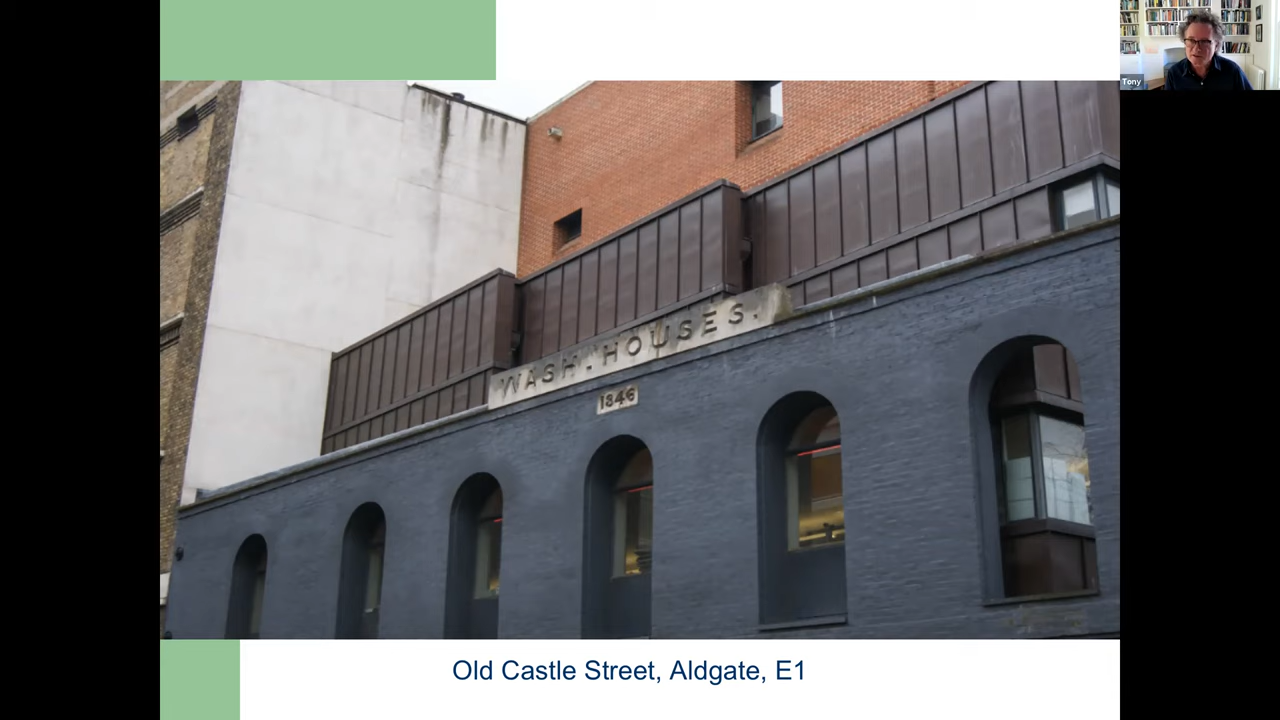 Tony
WASH. HOUSES.
1846
Old Castle Street, Aldgate, E1